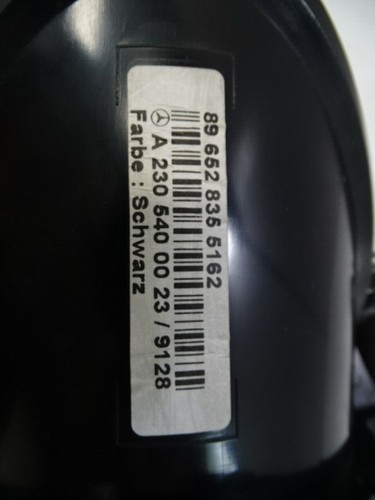 89 652 835 5162
A 230 540 00 23 / 9128
Farbe : Schwarz